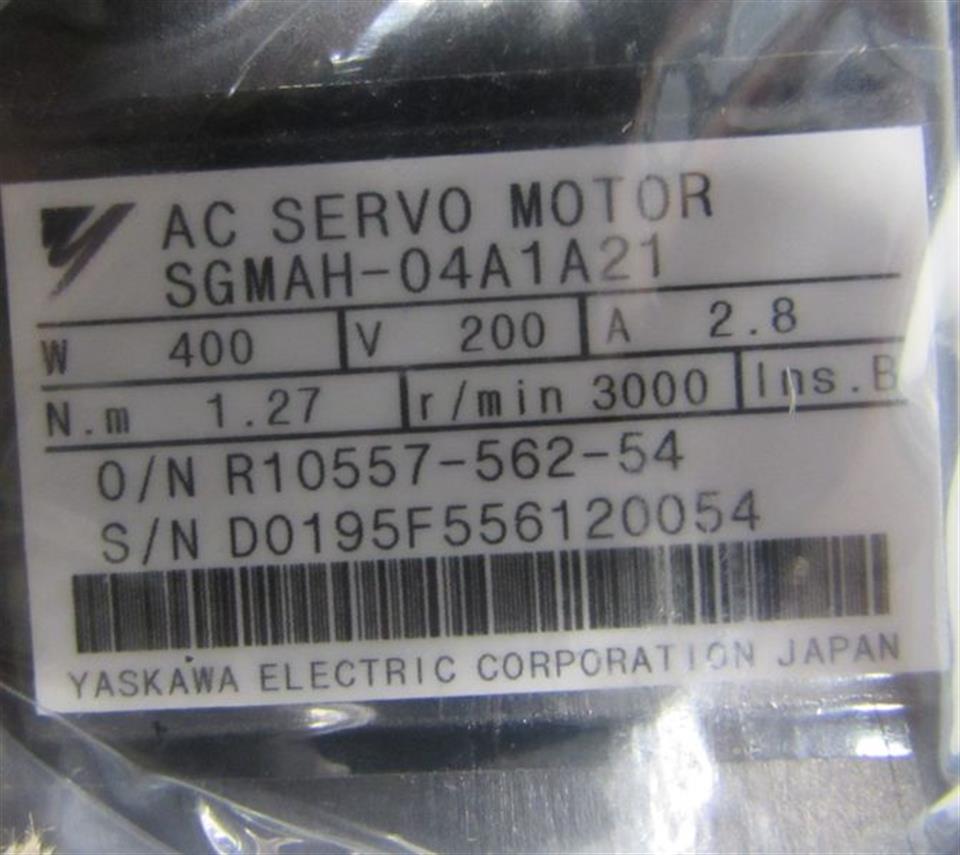 AC SERVO MOTOR
SGMAH-04A1A21
W 400 V 200 A 2.8
N.m 1.27 r/min 3000 Ins.B
O/N R10557-562-54
S/N D0195F556120054
YASKAWA ELECTRIC CORPORATION JAPAN